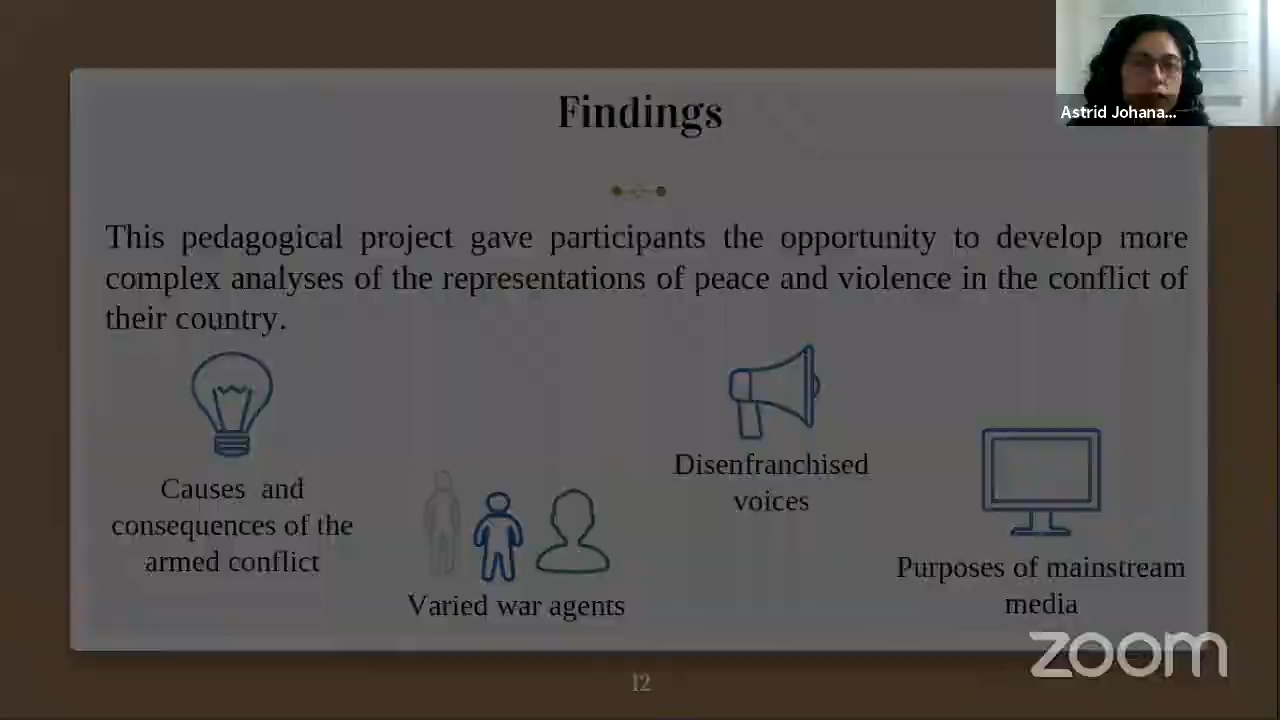 Astrid Johana...
Findings
This pedagogical project gave participants the opportunity to develop more
complex analyses of the representations of peace and violence in the conflict of
their country.
Causes and
consequences of the
armed conflict
Varied war agents
Disenfranchised
voices
Purposes of mainstream
media
zoom
12